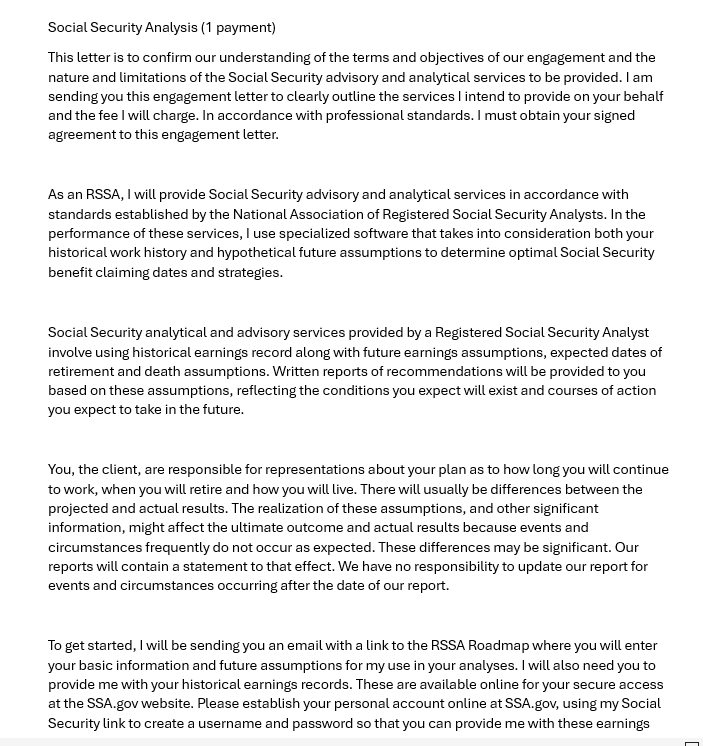 Social Security Analysis (1 payment)
This letter is to confirm our understanding of the terms and objectives of our engagement and the
nature and limitations of the Social Security advisory and analytical services to be provided. I am
sending you this engagement letter to clearly outline the services I intend to provide on your behalf
and the fee I will charge. In accordance with professional standards. I must obtain your signed
agreement to this engagement letter.
As an RSSA, I will provide Social Security advisory and analytical services in accordance with
standards established by the National Association of Registered Social Security Analysts. In the
performance of these services, I use specialized software that takes into consideration both your
historical work history and hypothetical future assumptions to determine optimal Social Security
benefit claiming dates and strategies.
Social Security analytical and advisory services provided by a Registered Social Security Analyst
involve using historical earnings record along with future earnings assumptions, expected dates of
retirement and death assumptions. Written reports of recommendations will be provided to you
based on these assumptions, reflecting the conditions you expect will exist and courses of action
you expect to take in the future.
You, the client, are responsible for representations about your plan as to how long you will continue
to work, when you will retire and how you will live. There will usually be differences between the
projected and actual results. The realization of these assumptions, and other significant
information, might affect the ultimate outcome and actual results because events and
circumstances frequently do not occur as expected. These differences may be significant. Our
reports will contain a statement to that effect. We have no responsibility to update our report for
events and circumstances occurring after the date of our report.
To get started, I will be sending you an email with a link to the RSSA Roadmap where you will enter
your basic information and future assumptions for my use in your analyses. I will also need you to
provide me with your historical earnings records. These are available online for your secure access
at the SSA.gov website. Please establish your personal account online at SSA.gov, using my Social
Security link to create a username and password so that you can provide me with these earnings